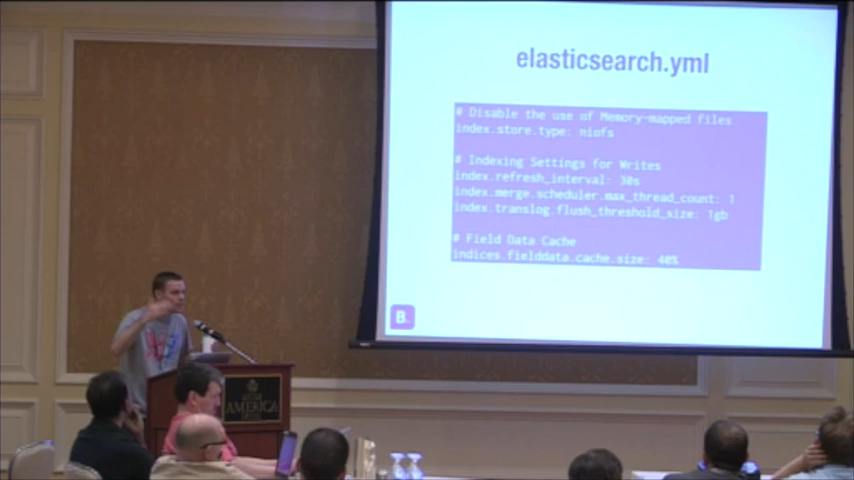 elasticsearch.yml
# Disable the use of Memory-mapped files
index.store.type: niofs
# Indexing Settings for Writes
index.refresh_interval: 30s
index.merge.scheduler.max_thread_count: 1
index.translog.flush_threshold_size: 1gb
# Field Data Cache
indices.fielddata.cache.size: 40%
B.
AMERICA